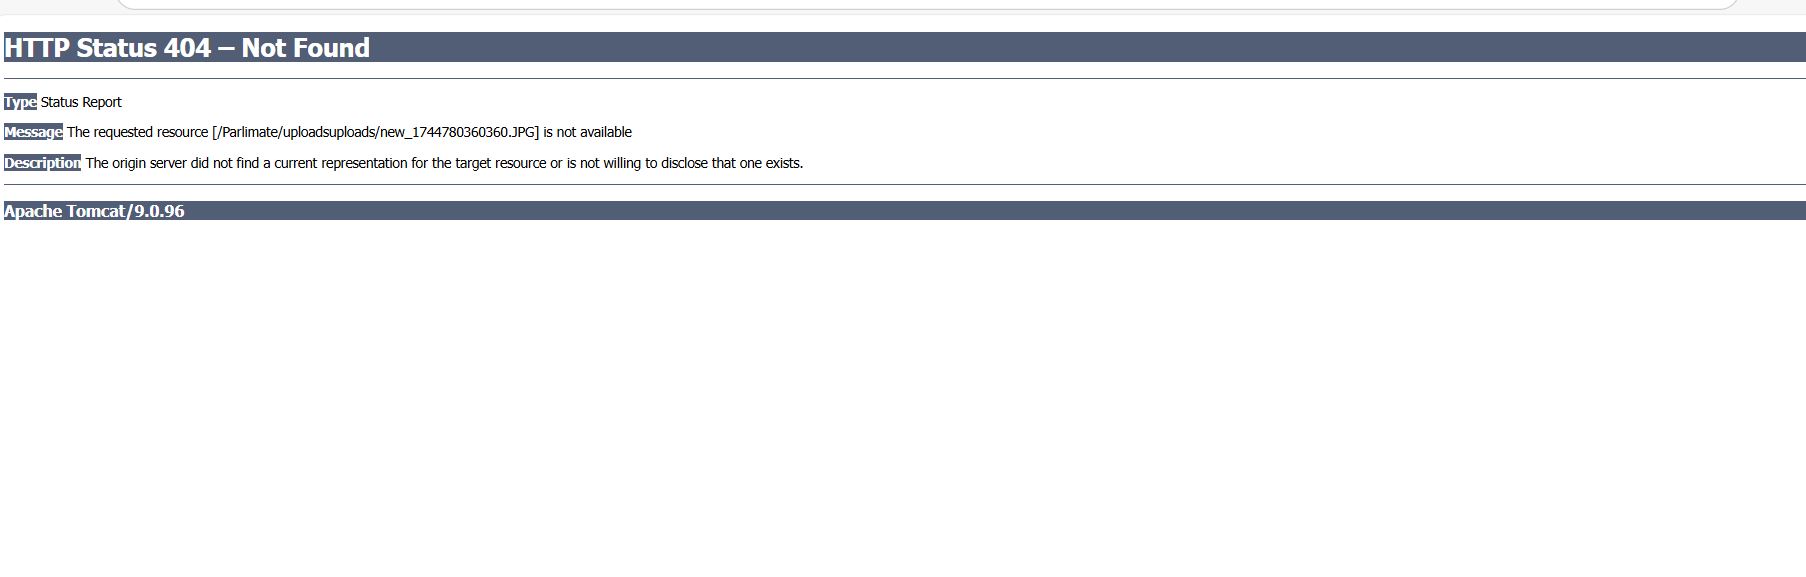 HTTP Status 404 – Not Found
Type Status Report
Message The requested resource [/Parlimate/uploadsuploads/new_1744780360360.JPG] is not available
Description The origin server did not find a current representation for the target resource or is not willing to disclose that one exists.
Apache Tomcat/9.0.96